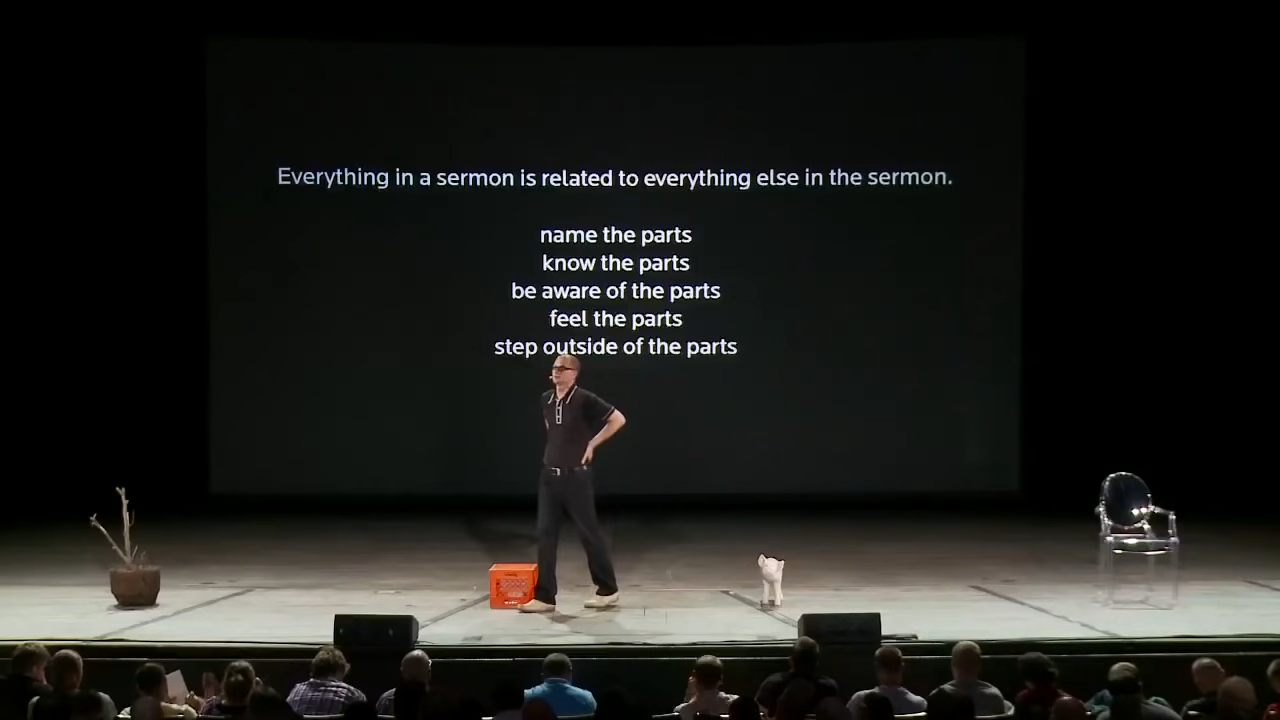 Everything in a sermon is related to everything else in the sermon.
name the parts
know the parts
be aware of the parts
feel the parts
step outside of the parts